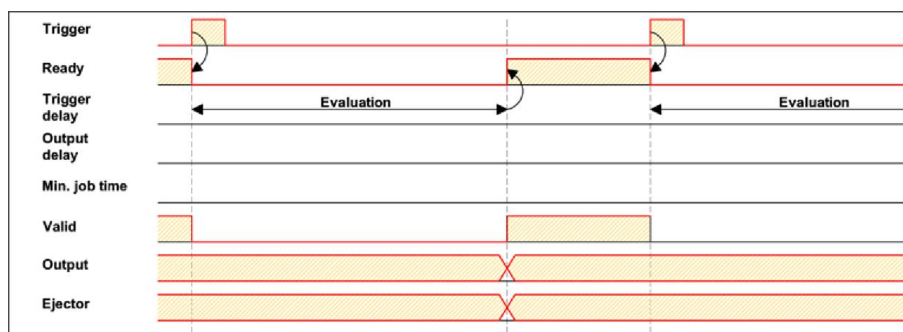 Trigger
Ready
Trigger
delay
Evaluation
Evaluation
Output
delay
Min. job time
Valid
Output
Ejector